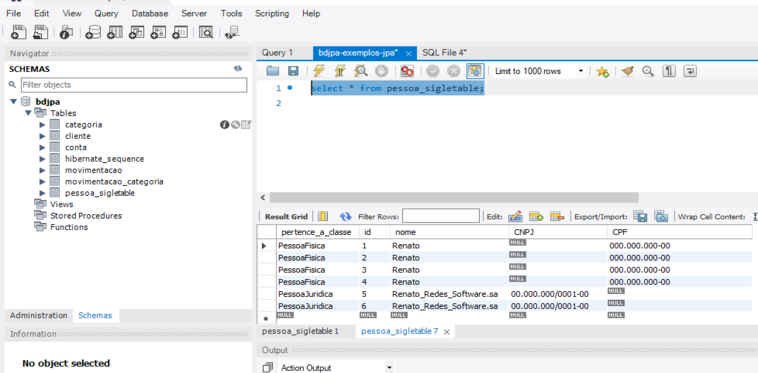 File Edit View Query Database Server Tools Scripting Help
Navigator
Query 1 bdjpa-exemplos-jpa* SQL File 4*
SCHEMAS
Limit to 1000 rows
Filter objects
1 select * from pessoa_sigletable;
2
bdjpa
Tables
categoria
cliente
conta
hibernate_sequence
movimentacao
movimentacao_categoria
pessoa_sigletable
Views
Stored Procedures
Functions
Result Grid Filter Rows: Edit: Export/Import: Wrap Cell Content:
pertence_a_classe id nome CNPJ CPF
PessoaFisica 1 Renato NULL 000.000.000-00
PessoaFisica 2 Renato NULL 000.000.000-00
PessoaFisica 3 Renato NULL 000.000.000-00
PessoaFisica 4 Renato NULL 000.000.000-00
PessoaJuridica 5 Renato_Redes_Software.sa 00.000.000/0001-00 NULL
PessoaJuridica 6 Renato_Redes_Software.sa 00.000.000/0001-00 NULL
NULL NULL NULL NULL NULL
Administration Schemas
pessoa_sigletable 1 pessoa_sigletable 7
Information
Output
No object selected
Action Output